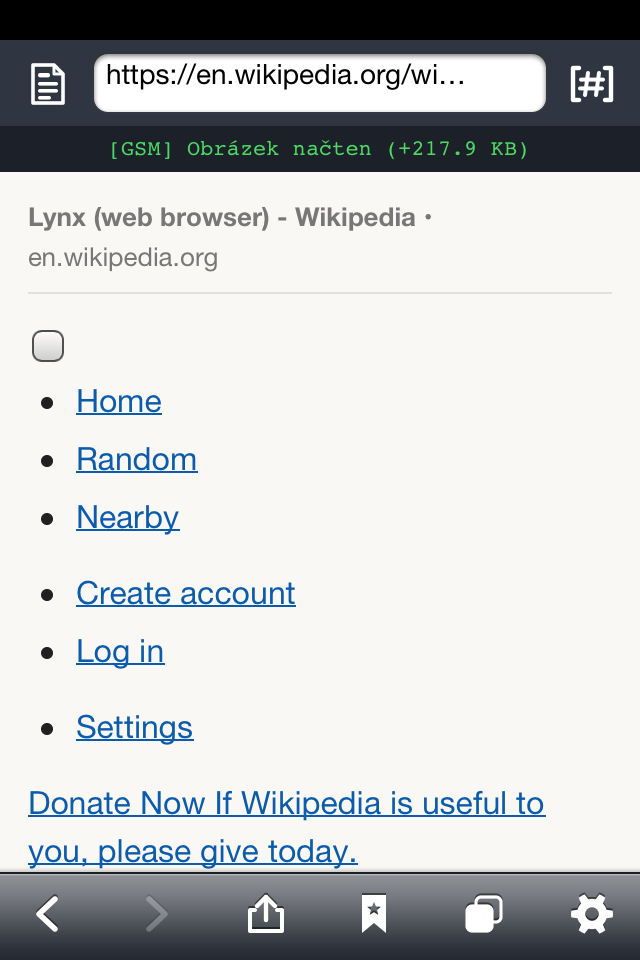 https://en.wikipedia.org/wi...
[#]
[GSM] Obrázek načten (+217.9 KB)
Lynx (web browser) - Wikipedia •
en.wikipedia.org
• Home
• Random
• Nearby
• Create account
• Log in
• Settings
Donate Now If Wikipedia is useful to
you, please give today.